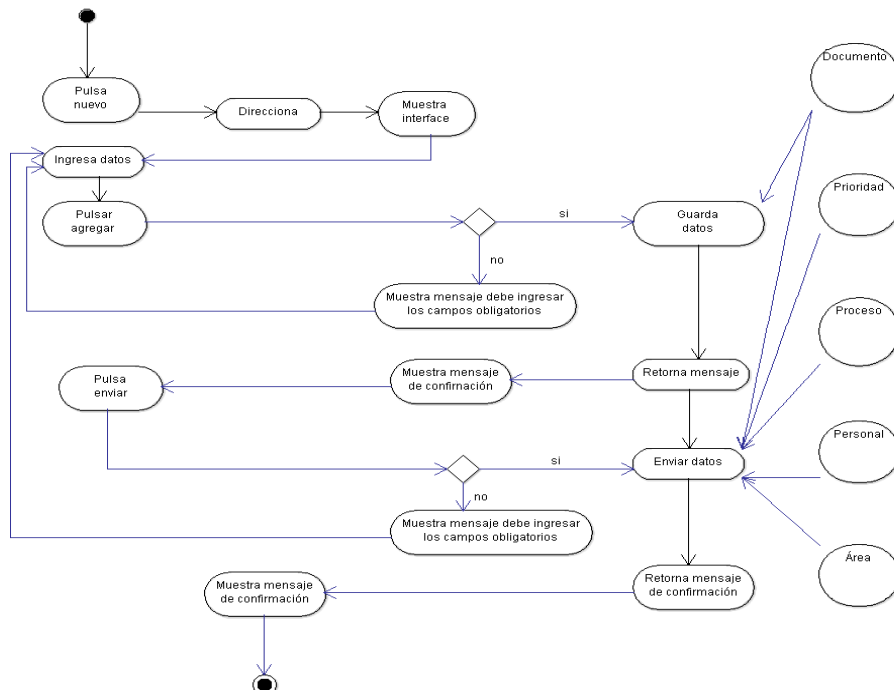 Documento
Pulsa
nuevo
Direcciona
Muestra
interface
Ingresa datos
Prioridad
Pulsar
agregar
si
Guarda
datos
no
Muestra mensaje debe ingresar
los campos obligatorios
Proceso
Pulsa
enviar
Muestra mensaje
de confirnación
Retorna mensaje
Personal
si
Enviar datos
no
Muestra mensaje debe ingresar
los campos obligatorios
Área
Muestra mensaje
de confirmación
Retorna mensaje
de confirmación